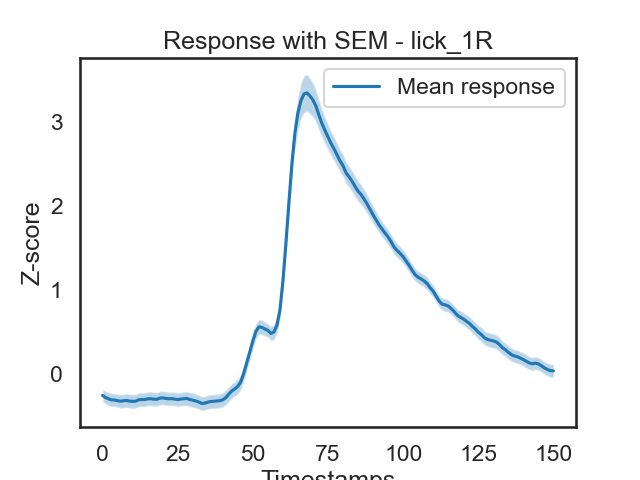 Response with SEM - lick_1R
Mean response
Z-score
3
2
1
0
0 25 50 75 100 125 150
Timestamps